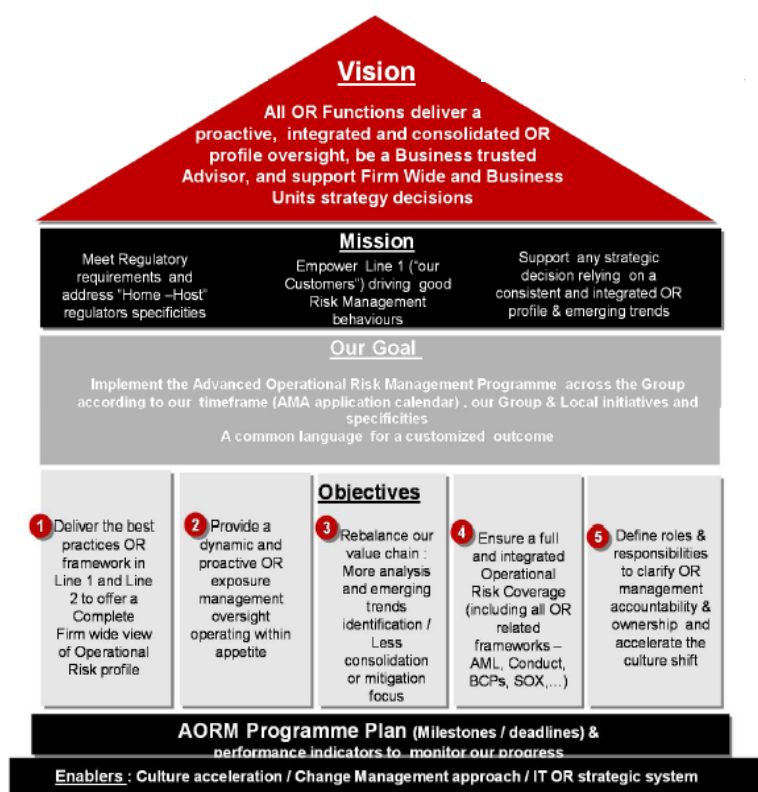 Vision
All OR Functions deliver a
proactive, integrated and consolidated OR
profile oversight, be a Business trusted
Advisor, and support Firm Wide and Business
Units strategy decisions
Mission
Meet Regulatory
requirements and
address "Home –Host"
regulators specificities
Empower Line 1 ("our
Customers") driving good
Risk Management
behaviours
Support any strategic
decision relying on a
consistent and integrated OR
profile & emerging trends
Our Goal
Implement the Advanced Operational Risk Management Programme across the Group
according to our timeframe (AMA application calendar) , our Group & Local initiatives and
specificities
A common language for a customized outcome
Objectives
1
Deliver the best
practices OR
framework in
Line 1 and Line
2 to offer a
Complete
Firm wide view
of Operational
Risk profile
2
Provide a
dynamic and
proactive OR
exposure
management
oversight
operating within
appetite
3
Rebalance our
value chain :
More analysis
and emerging
trends
identification /
Less
consolidation
or mitigation
focus
4
Ensure a full
and integrated
Operational
Risk Coverage
(including all OR
related
frameworks –
AML, Conduct,
BCPs, SOX,...)
5
Define roles &
responsibilities
to clarify OR
management
accountability &
ownership and
accelerate the
culture shift
AORM Programme Plan (Milestones / deadlines) &
performance indicators to monitor our progress
Enablers : Culture acceleration / Change Management approach / IT OR strategic system